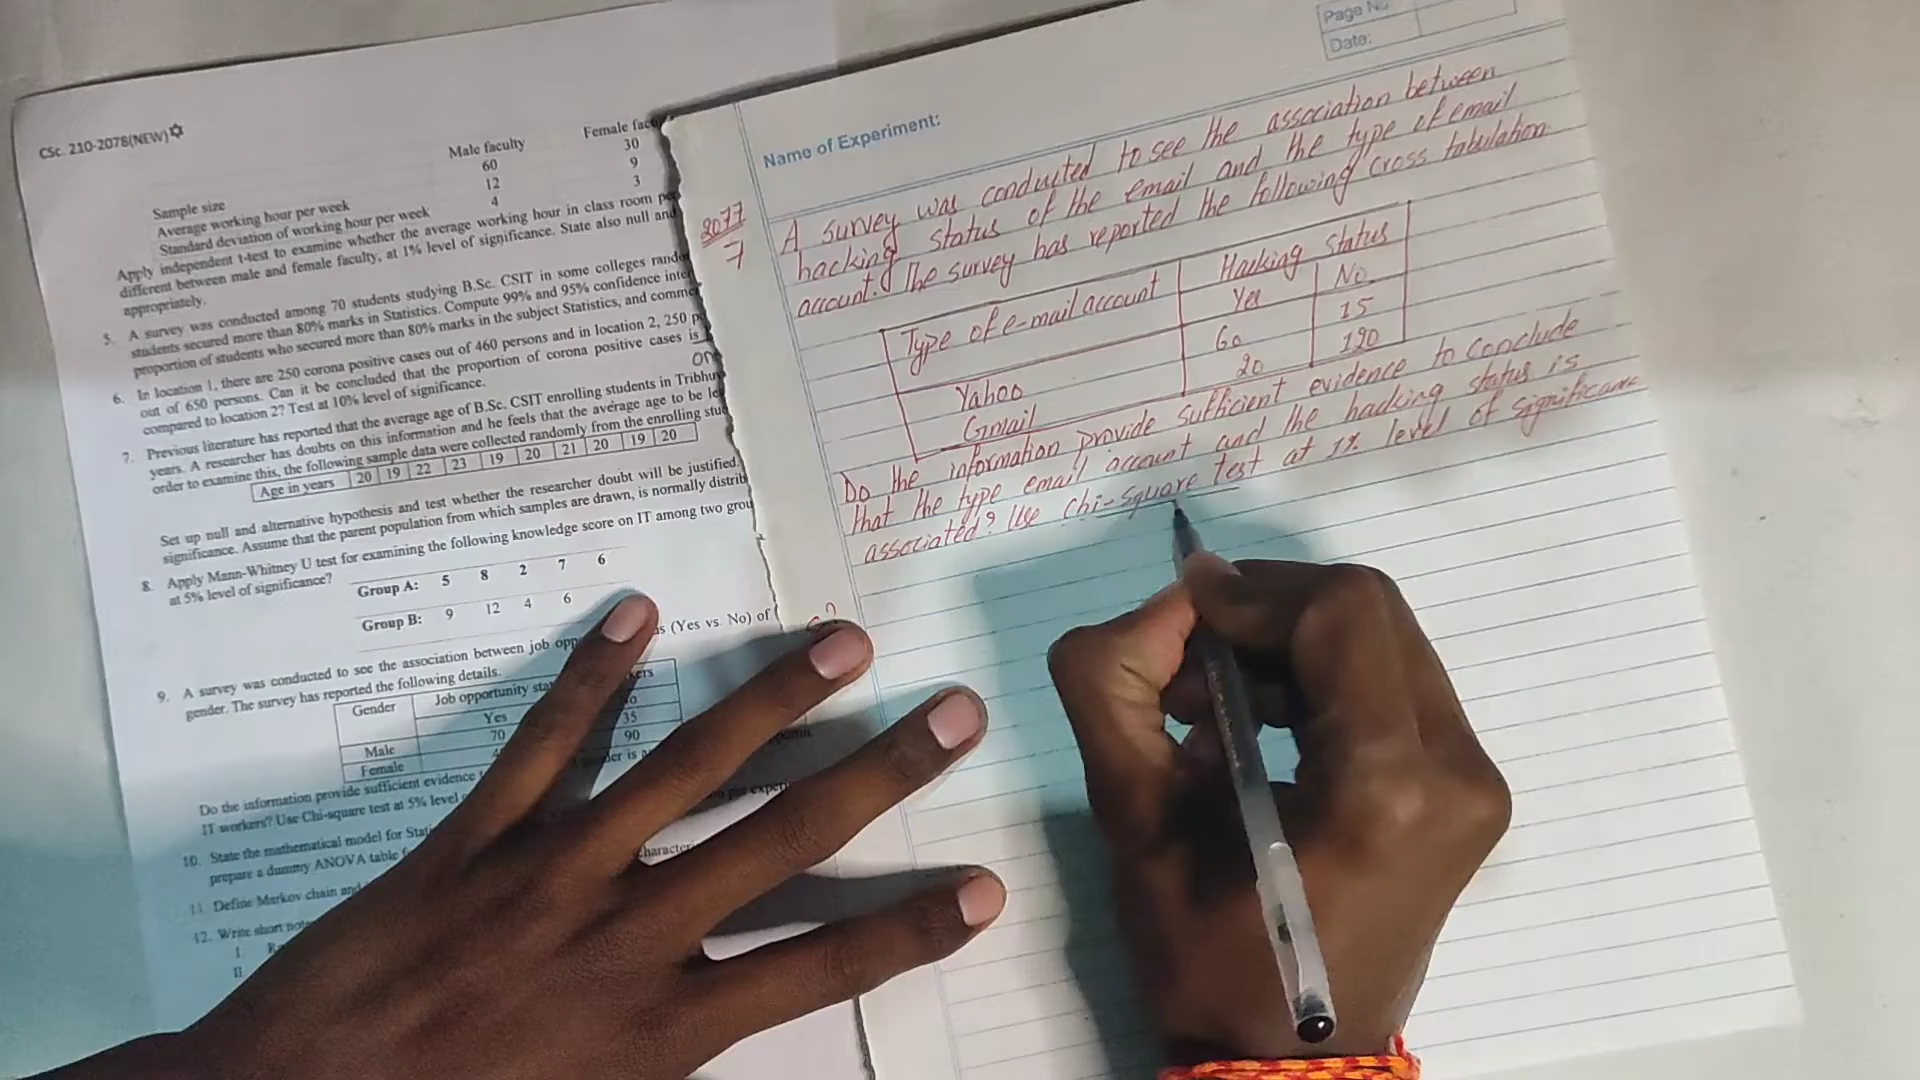 CSc. 210-2078(NEW)✡
Male faculty
Female fac
Sample size
60
30
Average working hour per week
12
9
Standard deviation of working hour per week
4
3
Apply independent t-test to examine whether the average working hour in class room
different between male and female faculty, at 1% level of significance. State also null and
appropriately.
5. A survey was conducted among 70 students studying B.Sc. CSIT in some colleges
students secured more than 80% marks in Statistics. Compute 99% and 95% confidence
proportion of students who secured more than 80% marks in the subject Statistics, and
6. In location 1, there are 250 corona positive cases out of 460 persons and in location 2, 250
out of 650 persons. Can it be concluded that the proportion of corona positive cases is
compared to location 2? Test at 10% level of significance.
7. Previous literature has reported that the average age of B.Sc. CSIT enrolling students in
years. A researcher has doubts on this information and he feels that the average age to be
order to examine this, the following sample data were collected randomly from the enrolling
Age in years 20 19 22 23 19 20 21 20 19 20
Set up null and alternative hypothesis and test whether the researcher doubt will be justified.
significance. Assume that the parent population from which samples are drawn, is normally
8. Apply Mann-Whitney U test for examining the following knowledge score on IT among two
at 5% level of significance?
Group A: 5 8 2 7 6
Group B: 9 12 4 6
9. A survey was conducted to see the association between job (Yes vs. No) of
gender. The survey has reported the following details.
Gender
Job opportunity
Yes
No
Male
70
35
Female
90
Do the information provide sufficient evidence
IT workers? Use Chi-square test at 5% level
10. State the mathematical model for
prepare a dummy ANOVA table
11. Define Merkov chain and
12. Write short
I.
II.
Page No
Date:
Name of Experiment:
2077
7
A survey was conducted to see the association between
hacking status of the email and the type of email
account. The survey has reported the following cross tabulation
Type of e-mail account
Hacking status
Yes
No
Yahoo
60
15
Gmail
20
120
Do the information provide sufficient evidence to conclude
that the type email account and the hacking status is
associated? Use Chi-square test at 1% level of significance